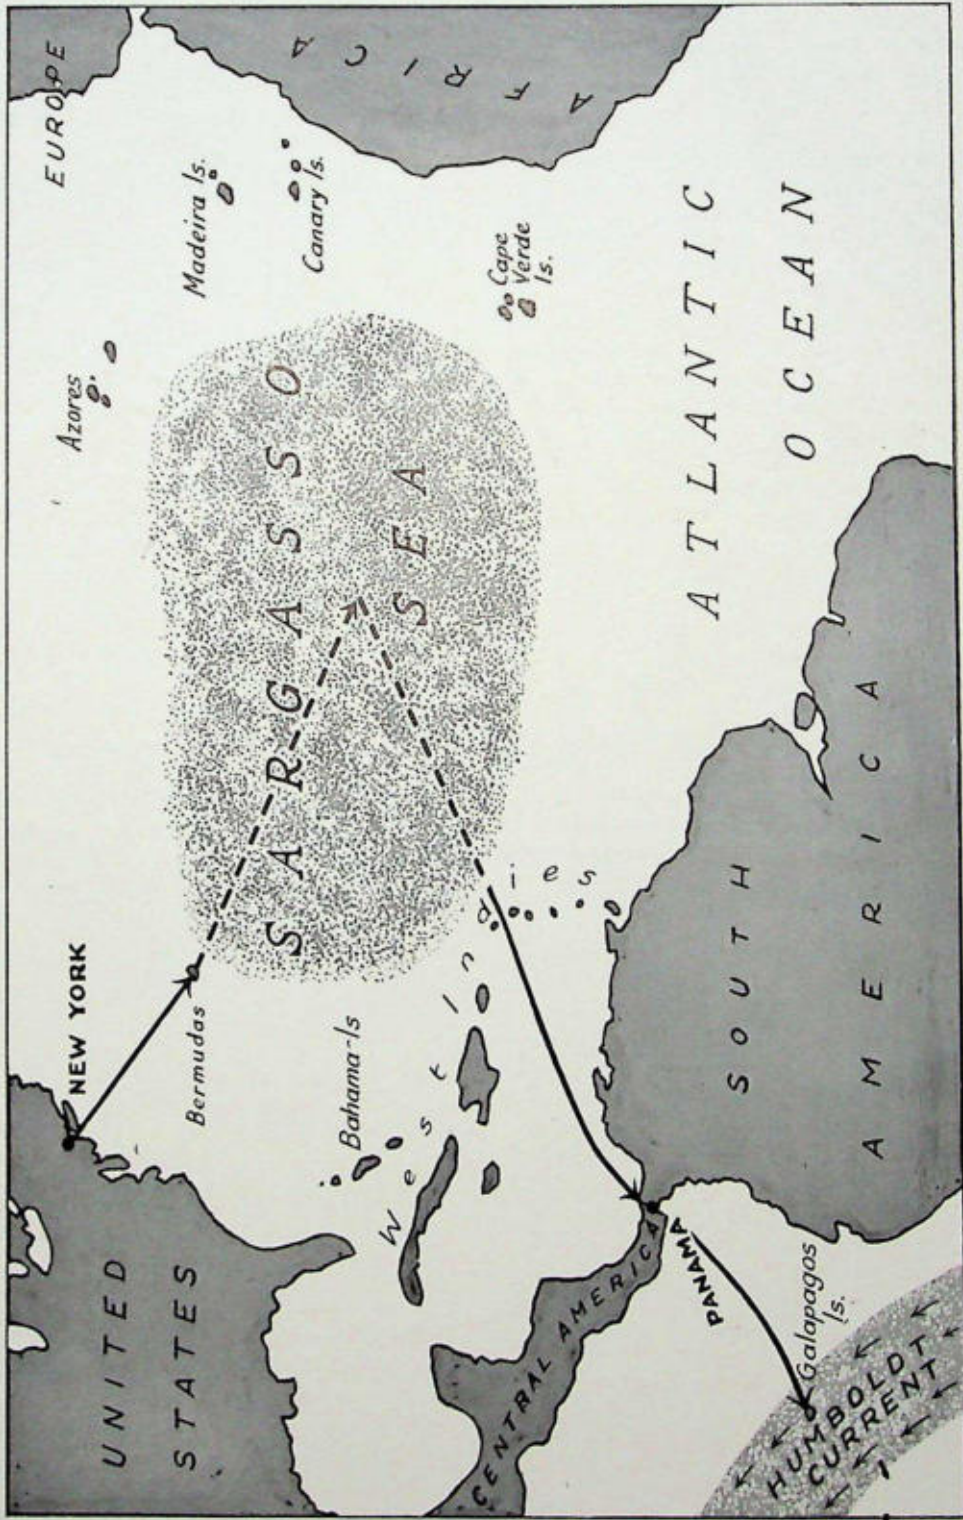 EUROPE
AFRICA
Azores
Madeira Is.
Canary Is.
Cape
Verde
Is.
SARGASSO
SEA
ATLANTIC
OCEAN
NEW YORK
Bermudas
Bahama-Is
West Indies
UNITED
STATES
CENTRAL AMERICA
PANAMA
SOUTH
AMERICA
Galapagos
Is.
HUMBOLDT
CURRENT